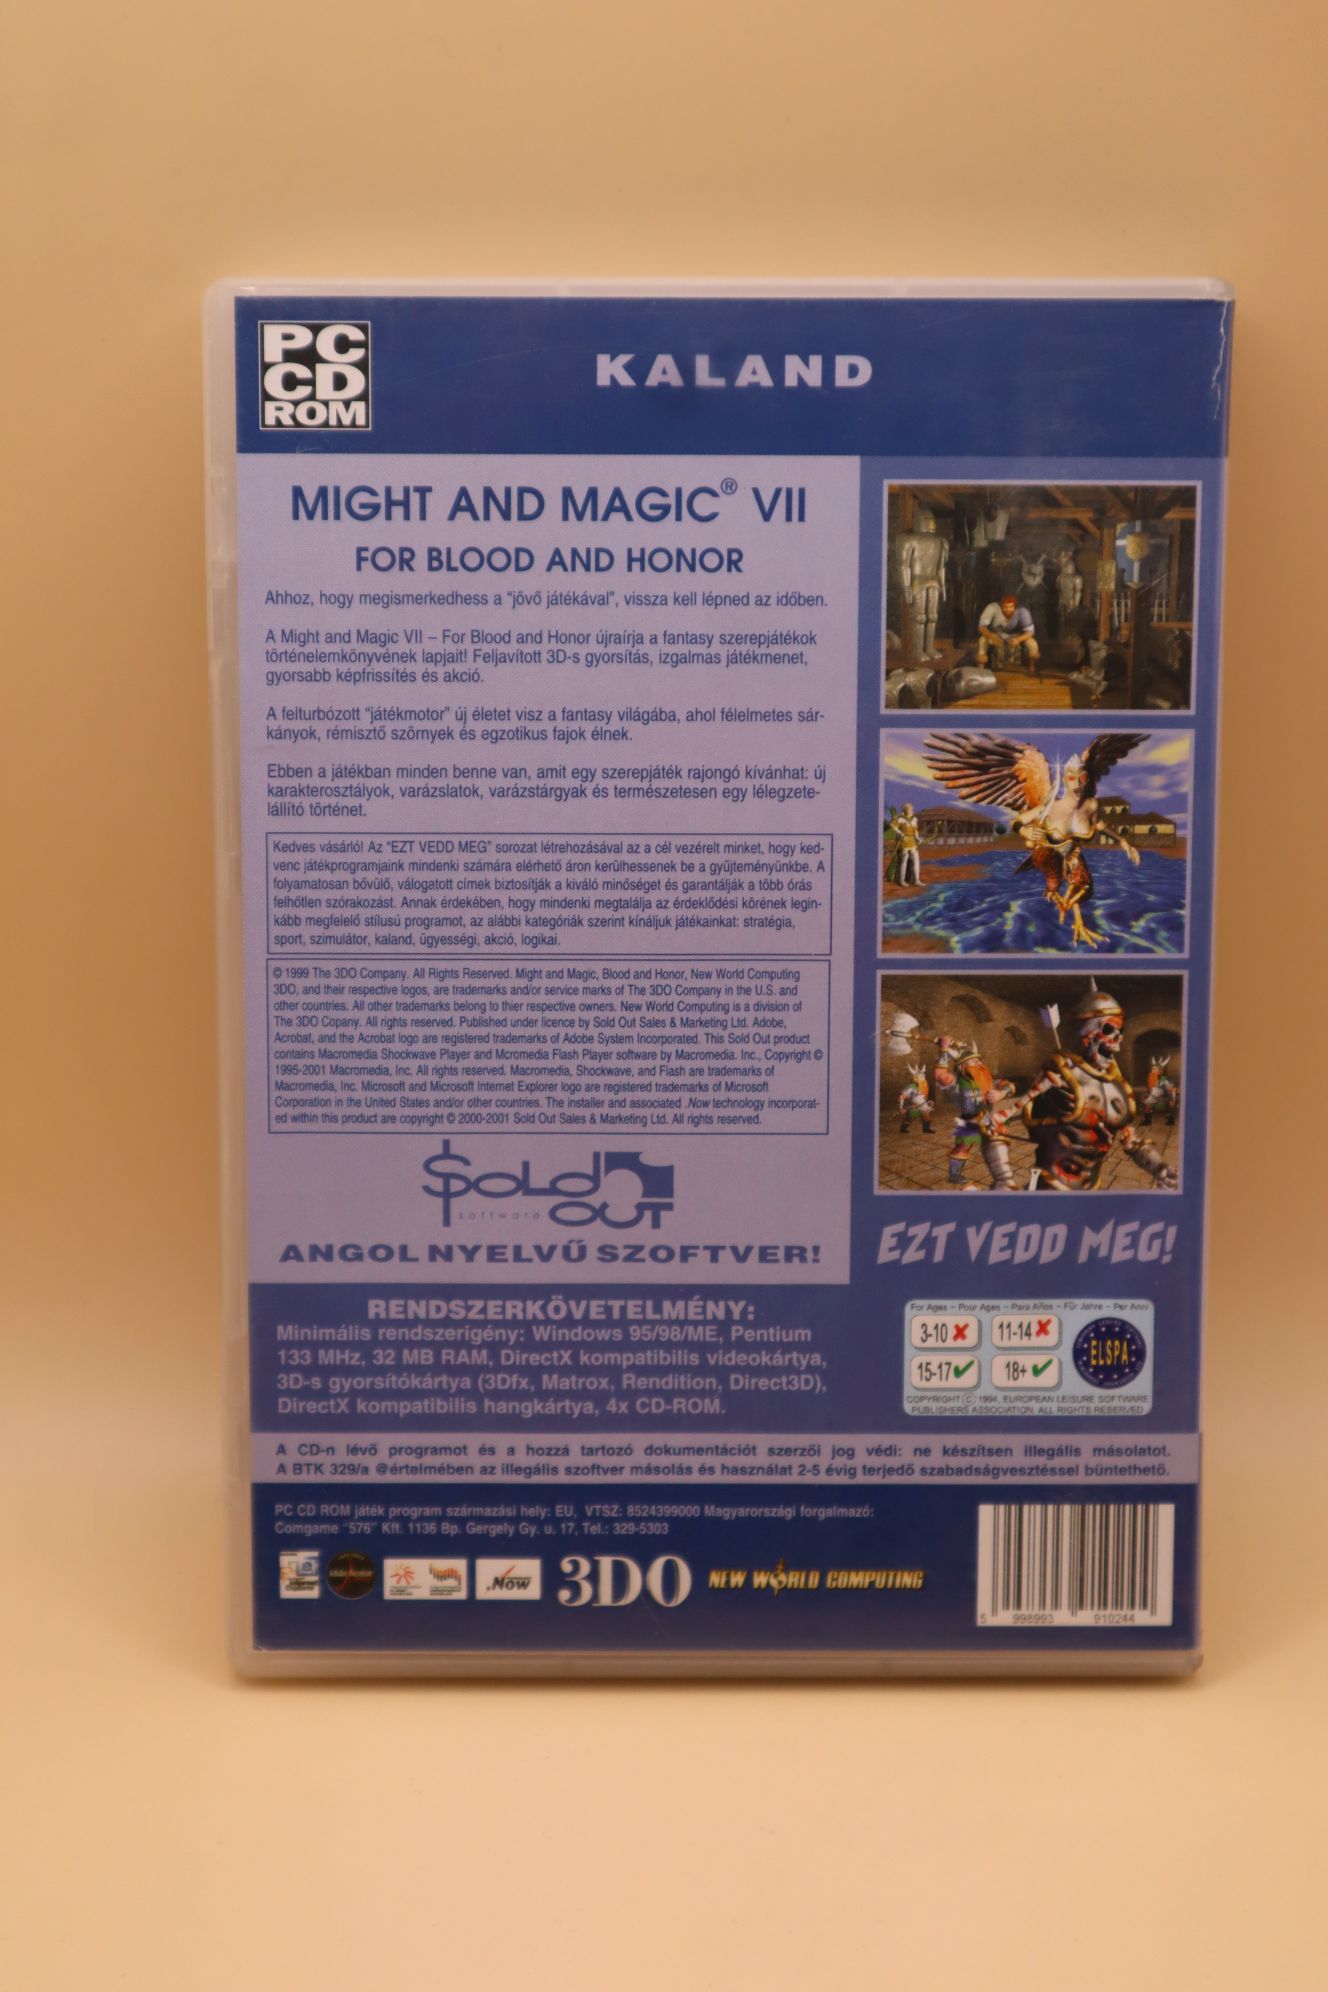 PC
CD
ROM
KALAND
MIGHT AND MAGIC® VII
FOR BLOOD AND HONOR
Ahhoz, hogy megismerkedhess a “jövő játékával”, vissza kell lépned az időben.
A Might and Magic VII – For Blood and Honor újraírja a fantasy szerepjátékok
történelemkönyvének lapjait! Feljavított 3D-s gyorsítás, izgalmas játékmenet,
gyorsabb képfrissítés és akció.
A felturbózott “játékmotor” új életet visz a fantasy világába, ahol félelmetes sár-
kányok, rémisztő szörnyek és egzotikus fajok élnek.
Ebben a játékban minden benne van, amit egy szerepjáték rajongó kívánhat: új
karakterosztályok, varázslatok, varázstárgyak és természetesen egy lélegzete-
lállító történet.
Kedves vásárló! Az “EZT VEDD MEG” sorozat létrehozásával az a cél vezérelt minket, hogy ked-
venc játékprogramjaink mindenki számára elérhető áron kerülhessenek be a gyűjteményünkbe. A
folyamatosan bővülő, válogatott címek biztosítják a kiváló minőséget és garantálják a több órás
felhőtlen szórakozást. Annak érdekében, hogy mindenki megtalálja az érdeklődési körének legin-
kább megfelelő stílusú programot, az alábbi kategóriák szerint kínáljuk játékainkat: stratégia,
sport, szimulátor, kaland, ügyességi, akció, logikai.
© 1999 The 3DO Company. All Rights Reserved. Might and Magic, Blood and Honor, New World Computing
3DO, and their respective logos, are trademarks and/or service marks of The 3DO Company in the U.S. and
other countries. All other trademarks belong to thier respective owners. New World Computing is a division of
The 3DO Copany. All rights reserved. Published under licence by Sold Out Sales & Marketing Ltd. Adobe,
Acrobat, and the Acrobat logo are registered trademarks of Adobe System Incorporated. This Sold Out product
contains Macromedia Shockwave Player and Mcromedia Flash Player software by Macromedia. Inc., Copyright ©
1995-2001 Macromedia, Inc. All rights reserved. Macromedia, Shockwave, and Flash are trademarks of
Macromedia, Inc. Microsoft and Microsoft Internet Explorer logo are registered trademarks of Microsoft
Corporation in the United States and/or other countries. The installer and associated .Now technology incorporat-
ed within this product are copyright © 2000-2001 Sold Out Sales & Marketing Ltd. All rights reserved.
SOLD
software OUT
ANGOL NYELVŰ SZOFTVER!
EZT VEDD MEG!
RENDSZERKÖVETELMÉNY:
Minimális rendszerigény: Windows 95/98/ME, Pentium
133 MHz, 32 MB RAM, DirectX kompatibilis videokártya,
3D-s gyorsítókártya (3Dfx, Matrox, Rendition, Direct3D),
DirectX kompatibilis hangkártya, 4x CD-ROM.
For Ages – Pour Ages – Para Años – Für Jahre – Per Anni
3-10 11-14
15-17 18+
ELSPA
COPYRIGHT © 1994, EUROPEAN LEISURE SOFTWARE
PUBLISHERS ASSOCIATION. ALL RIGHTS RESERVED
A CD-n lévő programot és a hozzá tartozó dokumentációt szerzői jog védi: ne készítsen illegális másolatot.
A BTK 329/a @értelmében az illegális szoftver másolás és használat 2-5 évig terjedő szabadságvesztéssel büntethető.
PC CD ROM játék program származási hely: EU, VTSZ: 8524399000 Magyarországi forgalmazó:
Comgame “576” Kft. 1136 Bp. Gergely Gy. u. 17, Tel.: 329-5303
.Now
3DO
NEW WORLD COMPUTING
5 998993 910244